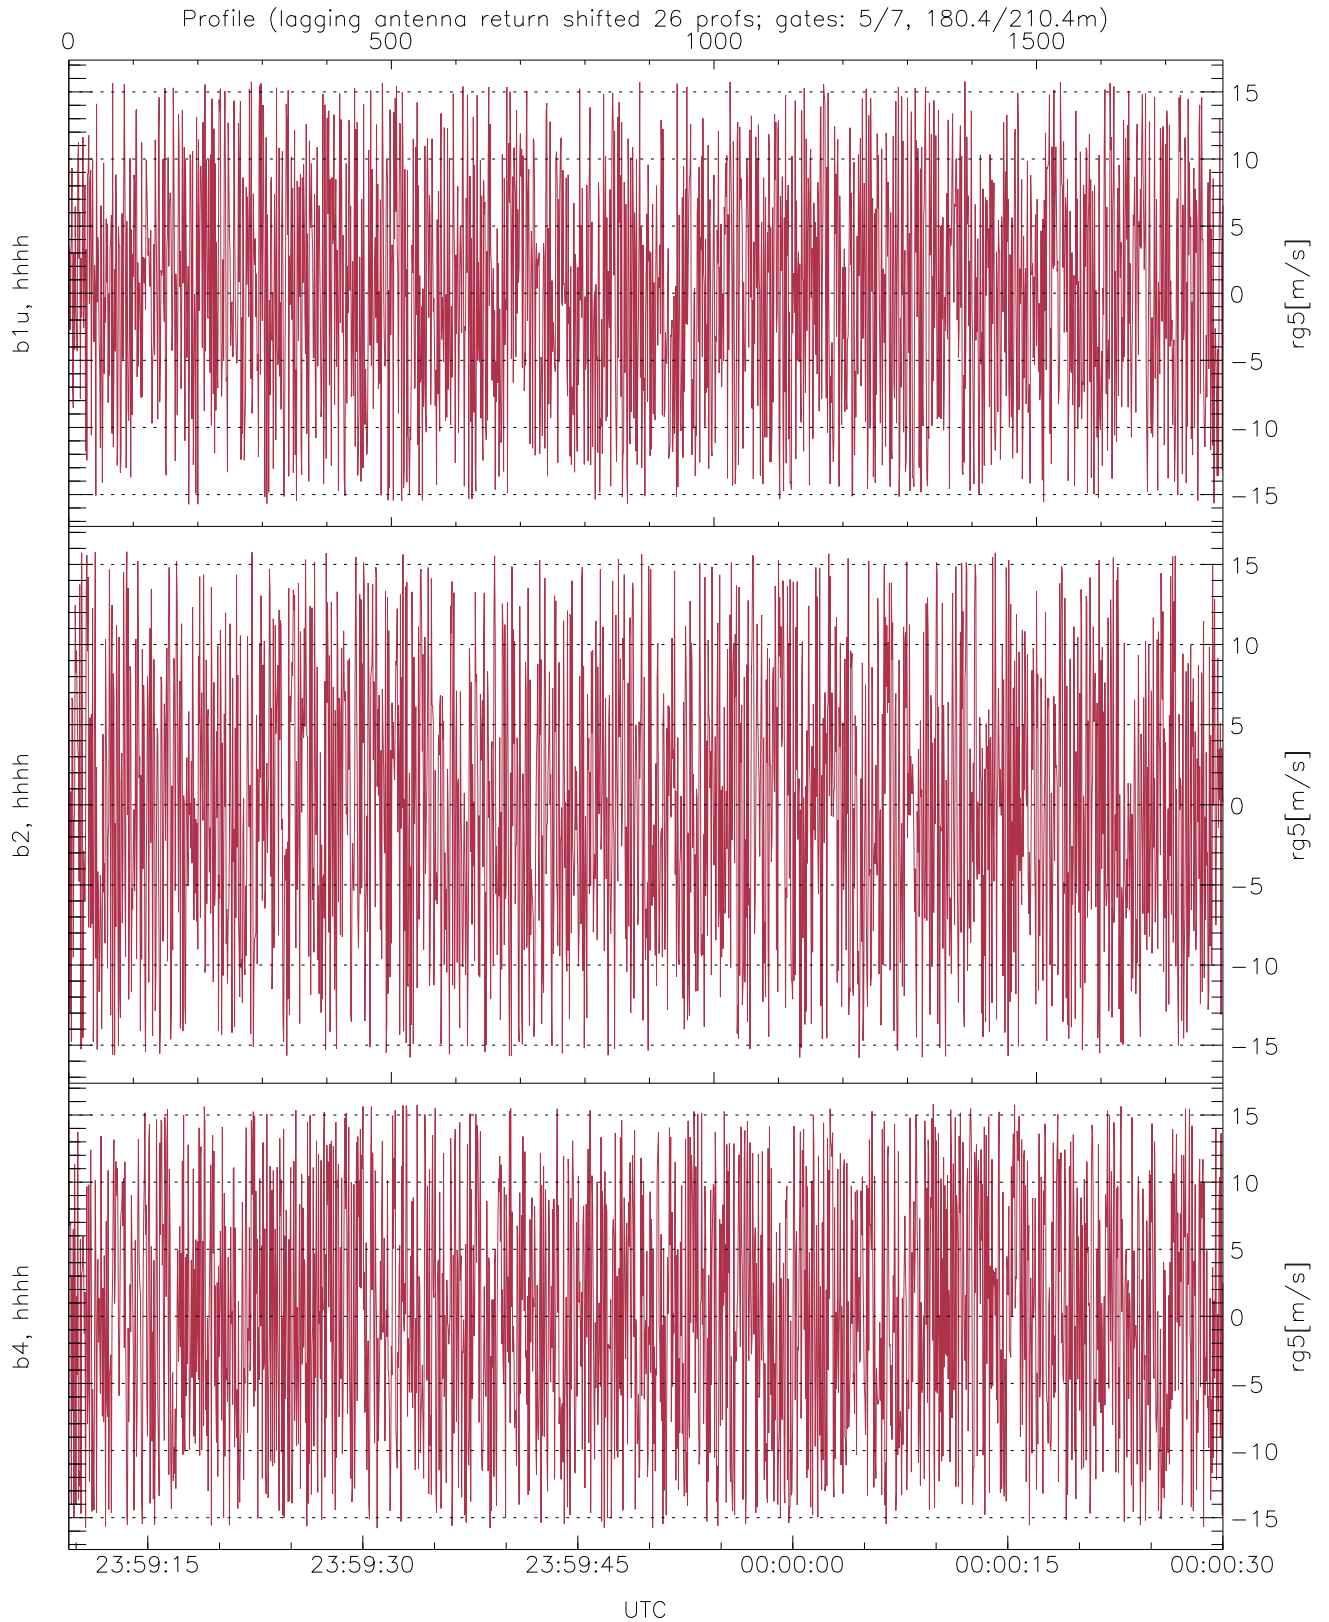 Profile (lagging antenna return shifted 26 profs; gates: 5/7, 180.4/210.4m)
0 500 1000 1500
b1u, hhhh
15
10
5
0
−5
−10
−15
rg5[m/s]
b2, hhhh
15
10
5
0
−5
−10
−15
rg5[m/s]
b4, hhhh
15
10
5
0
−5
−10
−15
rg5[m/s]
23:59:15 23:59:30 23:59:45 00:00:00 00:00:15 00:00:30
UTC